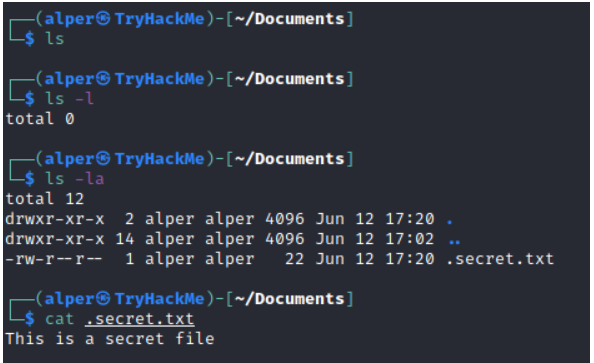 ┌──(alper㉿TryHackMe)-[~/Documents]
└─$ ls
┌──(alper㉿TryHackMe)-[~/Documents]
└─$ ls -l
total 0
┌──(alper㉿TryHackMe)-[~/Documents]
└─$ ls -la
total 12
drwxr-xr-x  2 alper alper 4096 Jun 12 17:20 .
drwxr-xr-x 14 alper alper 4096 Jun 12 17:02 ..
-rw-r--r--  1 alper alper   22 Jun 12 17:20 .secret.txt
┌──(alper㉿TryHackMe)-[~/Documents]
└─$ cat .secret.txt
This is a secret file